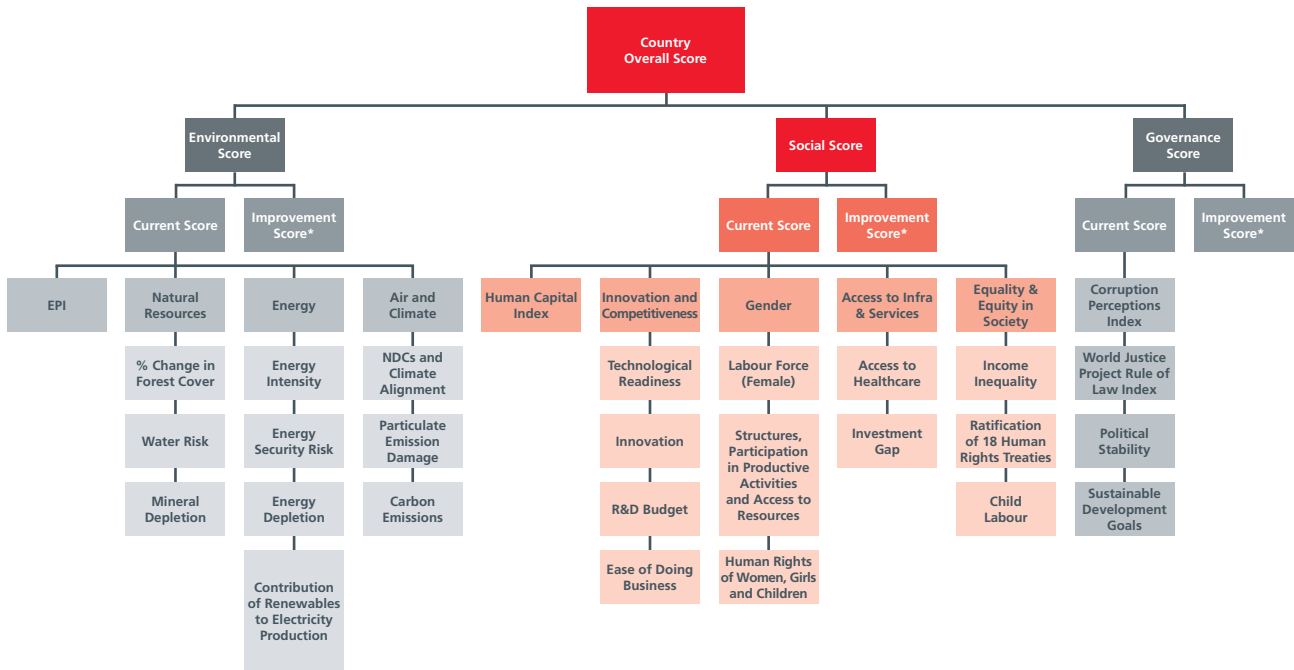 Country
Overall Score
Environmental
Score
Social Score
Governance
Score
Current Score
Improvement
Score*
Current Score
Improvement
Score*
Current Score
Improvement
Score*
EPI
Natural
Resources
Energy
Air and
Climate
Human Capital
Index
Innovation and
Competitiveness
Gender
Access to Infra
& Services
Equality &
Equity in
Society
Corruption
Perceptions
Index
% Change in
Forest Cover
Energy
Intensity
NDCs and
Climate
Alignment
Technological
Readiness
Labour Force
(Female)
Access to
Healthcare
Income
Inequality
World Justice
Project Rule of
Law Index
Water Risk
Energy
Security Risk
Particulate
Emission
Damage
Innovation
Structures,
Participation
in Productive
Activities
and Access to
Resources
Investment
Gap
Ratification
of 18 Human
Rights Treaties
Political
Stability
Mineral
Depletion
Energy
Depletion
Carbon
Emissions
R&D Budget
Child
Labour
Sustainable
Development
Goals
Contribution
of Renewables
to Electricity
Production
Ease of Doing
Business
Human Rights
of Women, Girls
and Children